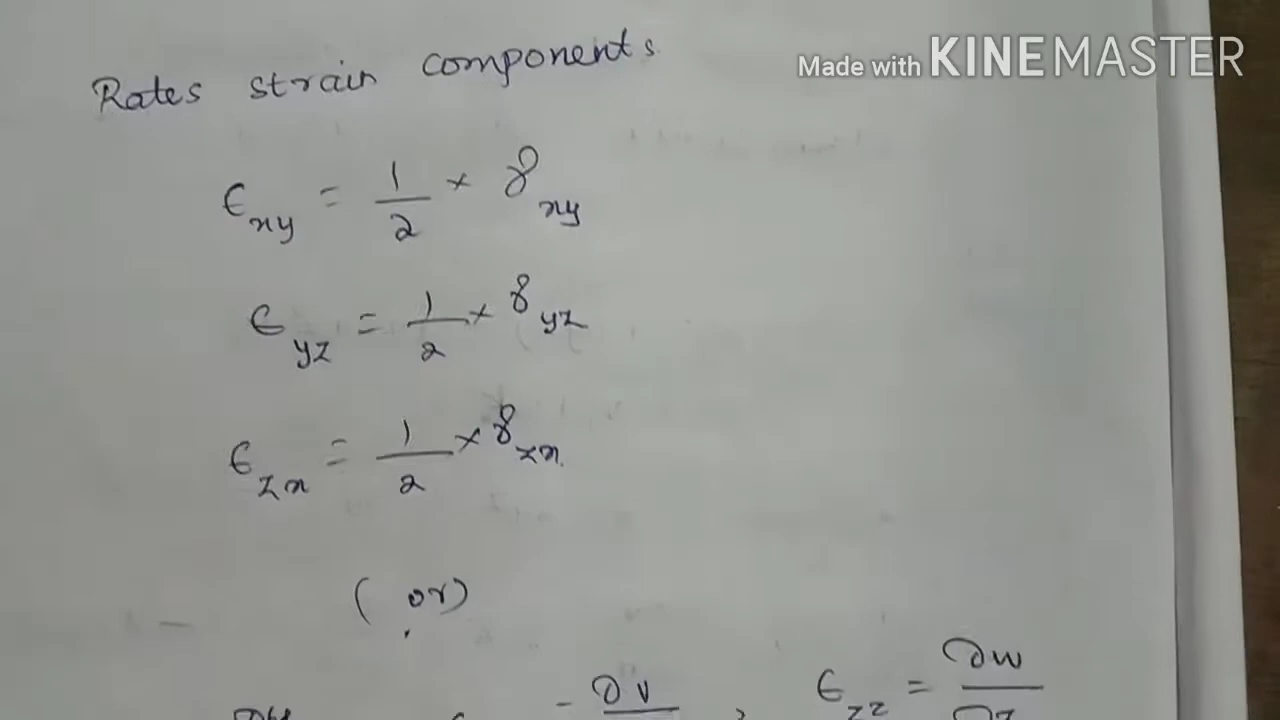 Made with KINEMASTER
Rates strain components
ϵxy = 1/2 × γxy
ϵyz = 1/2 × γyz
ϵzx = 1/2 × γzx.
(or)
= ∂v , ϵzz = ∂w